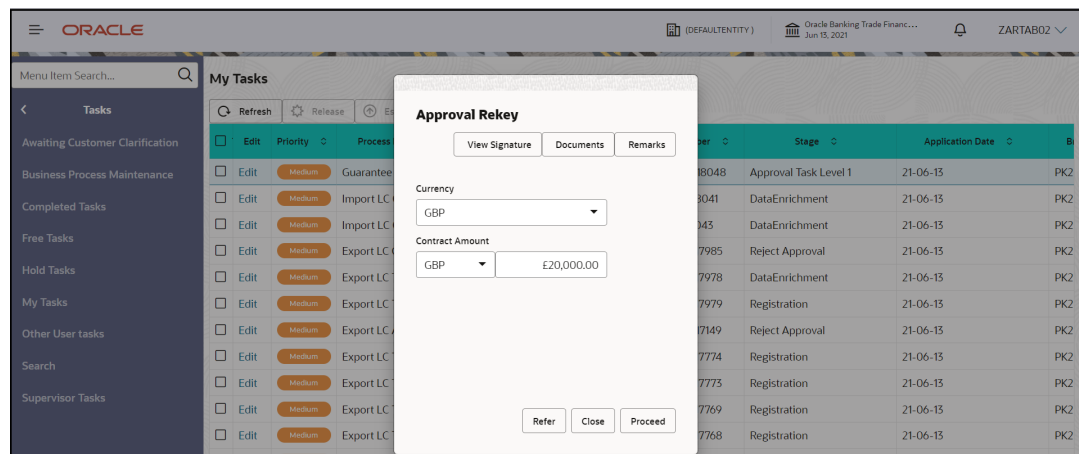 ORACLE
(DEFAULTENTITY)
Oracle Banking Trade Financ...
Jun 13, 2021
ZARTAB02
Menu Item Search...
Tasks
Awaiting Customer Clarification
Business Process Maintenance
Completed Tasks
Free Tasks
Hold Tasks
My Tasks
Other User tasks
Search
Supervisor Tasks
My Tasks
Refresh Release Es
Edit Priority Process ber Stage Application Date B
Edit Medium Guarantee 18048 Approval Task Level 1 21-06-13 PK2
Edit Medium Import LC 8041 DataEnrichment 21-06-13 PK2
Edit Medium Import LC 043 DataEnrichment 21-06-13 PK2
Edit Medium Export LC 7985 Reject Approval 21-06-13 PK2
Edit Medium Export LC 7978 DataEnrichment 21-06-13 PK2
Edit Medium Export LC 7979 Registration 21-06-13 PK2
Edit Medium Export LC 17149 Reject Approval 21-06-13 PK2
Edit Medium Export LC 7774 Registration 21-06-13 PK2
Edit Medium Export LC 7773 Registration 21-06-13 PK2
Edit Medium Export LC 7769 Registration 21-06-13 PK2
Edit Medium Export LC 7768 Registration 21-06-13 PK2
Approval Rekey
View Signature Documents Remarks
Currency
GBP
Contract Amount
GBP £20,000.00
Refer Close Proceed